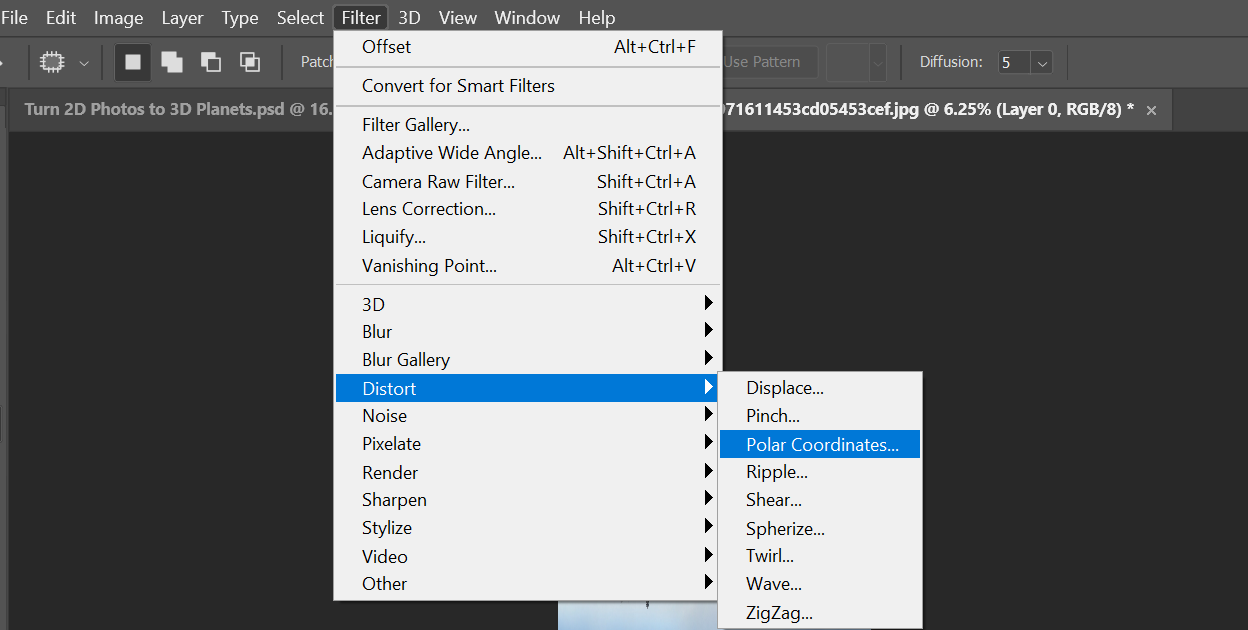 File Edit Image Layer Type Select Filter 3D View Window Help
Patch Use Pattern Diffusion: 5
Turn 2D Photos to 3D Planets.psd @ 16. 071611453cd05453cef.jpg @ 6.25% (Layer 0, RGB/8) * ×
Offset Alt+Ctrl+F
Convert for Smart Filters
Filter Gallery...
Adaptive Wide Angle... Alt+Shift+Ctrl+A
Camera Raw Filter... Shift+Ctrl+A
Lens Correction... Shift+Ctrl+R
Liquify... Shift+Ctrl+X
Vanishing Point... Alt+Ctrl+V
3D
Blur
Blur Gallery
Distort
Noise
Pixelate
Render
Sharpen
Stylize
Video
Other
Displace...
Pinch...
Polar Coordinates...
Ripple...
Shear...
Spherize...
Twirl...
Wave...
ZigZag...